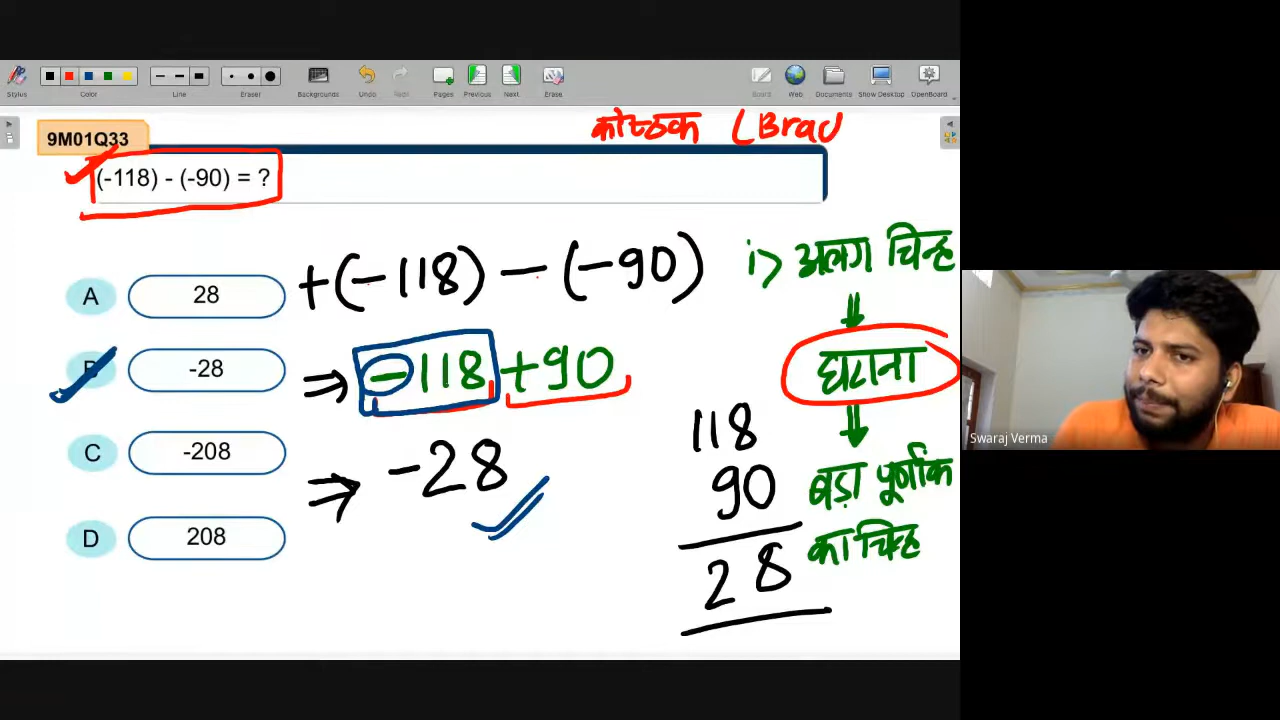 Stylus Color Line Eraser Backgrounds Undo Redo Pages Previous Next Erase Board Web Documents Show Desktop OpenBoard
कोष्ठक (Brac
9M01Q33
(-118) - (-90) = ?
A 28
B -28
C -208
D 208
+(-118) - (-90)
⇒ -118 +90
⇒ -28
118
90
28
i> अलग चिन्ह
⇓
घटाना
⇓
बड़ा पूर्णांक
का चिन्ह
Swaraj Verma